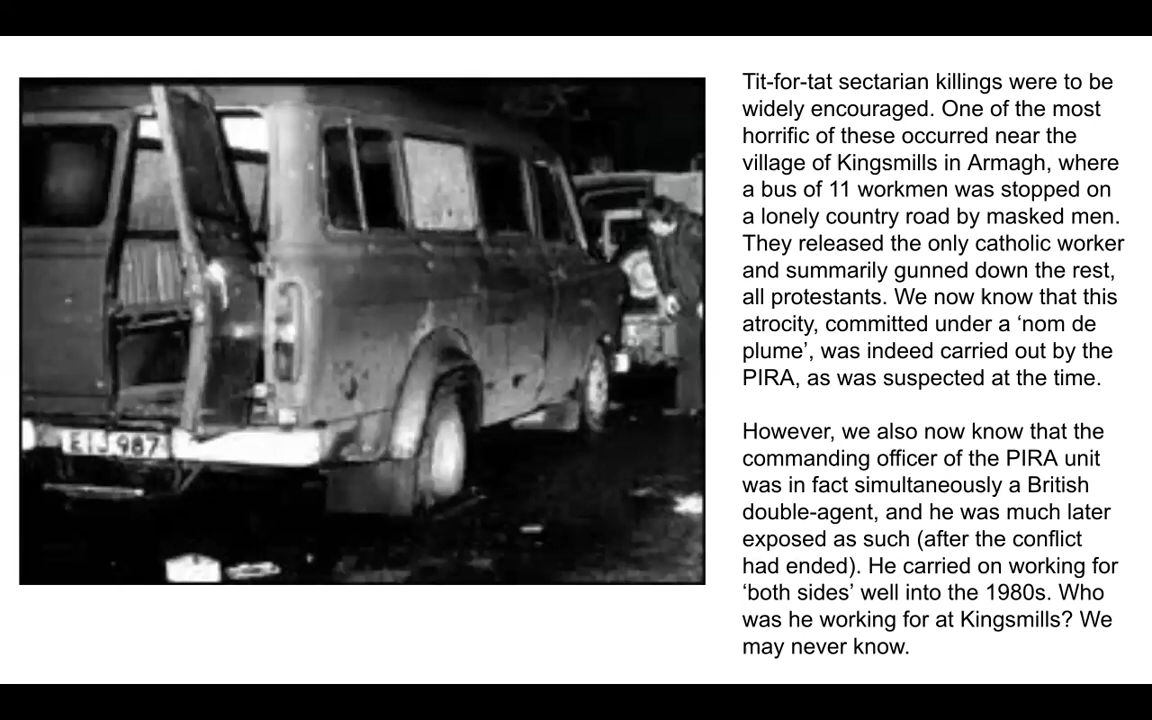 Tit-for-tat sectarian killings were to be
widely encouraged. One of the most
horrific of these occurred near the
village of Kingsmills in Armagh, where
a bus of 11 workmen was stopped on
a lonely country road by masked men.
They released the only catholic worker
and summarily gunned down the rest,
all protestants. We now know that this
atrocity, committed under a ‘nom de
plume’, was indeed carried out by the
PIRA, as was suspected at the time.
However, we also now know that the
commanding officer of the PIRA unit
was in fact simultaneously a British
double-agent, and he was much later
exposed as such (after the conflict
had ended). He carried on working for
‘both sides’ well into the 1980s. Who
was he working for at Kingsmills? We
may never know.
EIJ 987